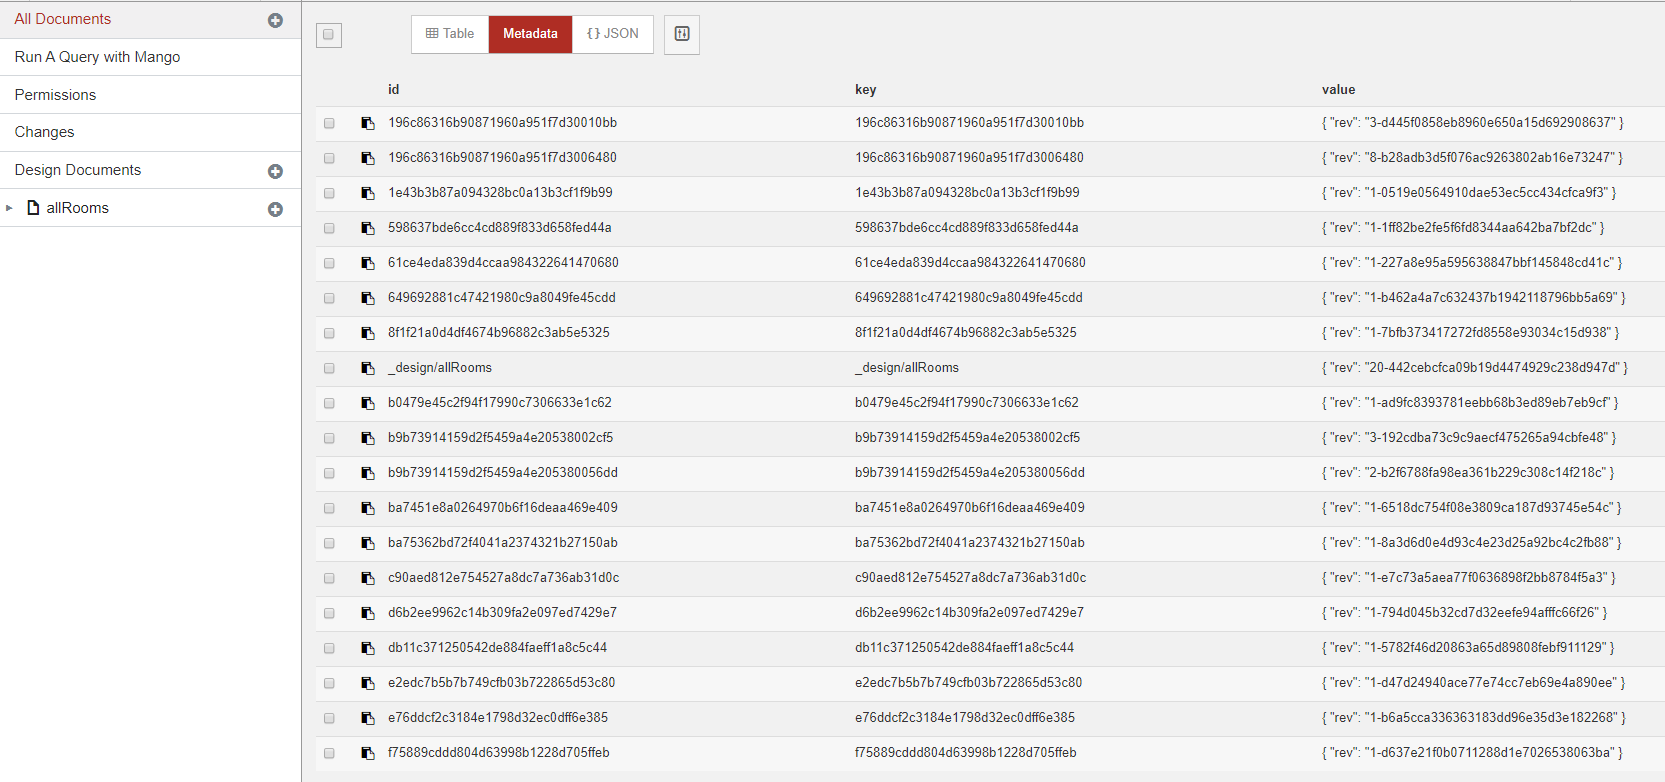 All Documents
Run A Query with Mango
Permissions
Changes
Design Documents
allRooms
Table Metadata {} JSON
id key value
196c86316b90871960a951f7d30010bb 196c86316b90871960a951f7d30010bb { "rev": "3-d445f0858eb8960e650a15d692908637" }
196c86316b90871960a951f7d3006480 196c86316b90871960a951f7d3006480 { "rev": "8-b28adb3d5f076ac9263802ab16e73247" }
1e43b3b87a094328bc0a13b3cf1f9b99 1e43b3b87a094328bc0a13b3cf1f9b99 { "rev": "1-0519e0564910dae53ec5cc434cfca9f3" }
598637bde6cc4cd889f833d658fed44a 598637bde6cc4cd889f833d658fed44a { "rev": "1-1ff82be2fe5f6fd8344aa642ba7bf2dc" }
61ce4eda839d4ccaa984322641470680 61ce4eda839d4ccaa984322641470680 { "rev": "1-227a8e95a595638847bbf145848cd41c" }
649692881c47421980c9a8049fe45cdd 649692881c47421980c9a8049fe45cdd { "rev": "1-b462a4a7c632437b1942118796bb5a69" }
8f1f21a0d4df4674b96882c3ab5e5325 8f1f21a0d4df4674b96882c3ab5e5325 { "rev": "1-7bfb373417272fd8558e93034c15d938" }
_design/allRooms _design/allRooms { "rev": "20-442cebcfca09b19d4474929c238d947d" }
b0479e45c2f94f17990c7306633e1c62 b0479e45c2f94f17990c7306633e1c62 { "rev": "1-ad9fc8393781eebb68b3ed89eb7eb9cf" }
b9b73914159d2f5459a4e20538002cf5 b9b73914159d2f5459a4e20538002cf5 { "rev": "3-192cdba73c9c9aecf475265a94cbfe48" }
b9b73914159d2f5459a4e205380056dd b9b73914159d2f5459a4e205380056dd { "rev": "2-b2f6788fa98ea361b229c308c14f218c" }
ba7451e8a0264970b6f16deaa469e409 ba7451e8a0264970b6f16deaa469e409 { "rev": "1-6518dc754f08e3809ca187d93745e54c" }
ba75362bd72f4041a2374321b27150ab ba75362bd72f4041a2374321b27150ab { "rev": "1-8a3d6d0e4d93c4e23d25a92bc4c2fb88" }
c90aed812e754527a8dc7a736ab31d0c c90aed812e754527a8dc7a736ab31d0c { "rev": "1-e7c73a5aea77f0636898f2bb8784f5a3" }
d6b2ee9962c14b309fa2e097ed7429e7 d6b2ee9962c14b309fa2e097ed7429e7 { "rev": "1-794d045b32cd7d32eefe94afffc66f26" }
db11c371250542de884faeff1a8c5c44 db11c371250542de884faeff1a8c5c44 { "rev": "1-5782f46d20863a65d89808febf911129" }
e2edc7b5b7b749cfb03b722865d53c80 e2edc7b5b7b749cfb03b722865d53c80 { "rev": "1-d47d24940ace77e74cc7eb69e4a890ee" }
e76ddcf2c3184e1798d32ec0dff6e385 e76ddcf2c3184e1798d32ec0dff6e385 { "rev": "1-b6a5cca336363183dd96e35d3e182268" }
f75889cddd804d63998b1228d705ffeb f75889cddd804d63998b1228d705ffeb { "rev": "1-d637e21f0b0711288d1e7026538063ba" }